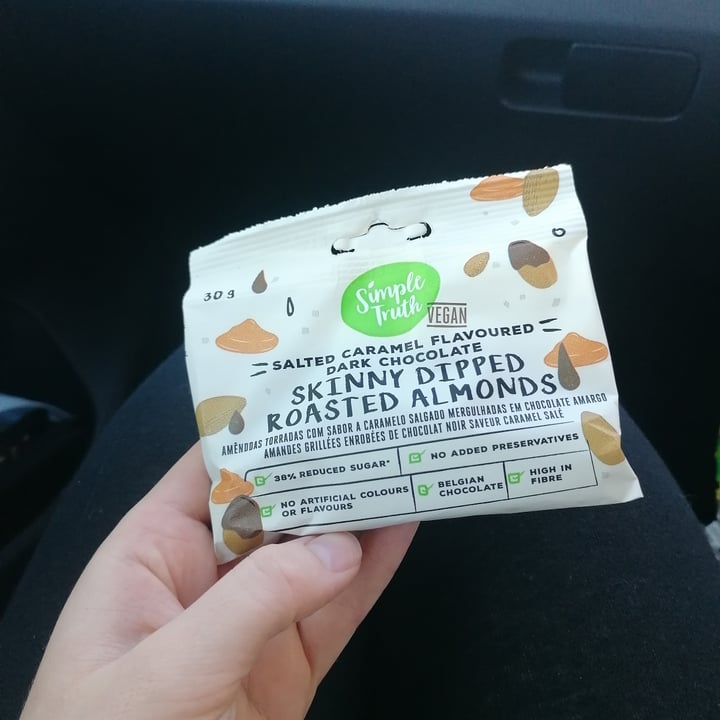 30 g
Simple
Truth
VEGAN
SALTED CARAMEL FLAVOURED
DARK CHOCOLATE
SKINNY DIPPED
ROASTED ALMONDS
AMÊNDOAS TORRADAS COM SABOR A CARAMELO SALGADO MERGULHADAS EM CHOCOLATE AMARGO
AMANDES GRILLÉES ENROBÉES DE CHOCOLAT NOIR SAVEUR CARAMEL SALÉ
38% REDUCED SUGAR*
NO ADDED PRESERVATIVES
NO ARTIFICIAL COLOURS
OR FLAVOURS
BELGIAN
CHOCOLATE
HIGH IN
FIBRE